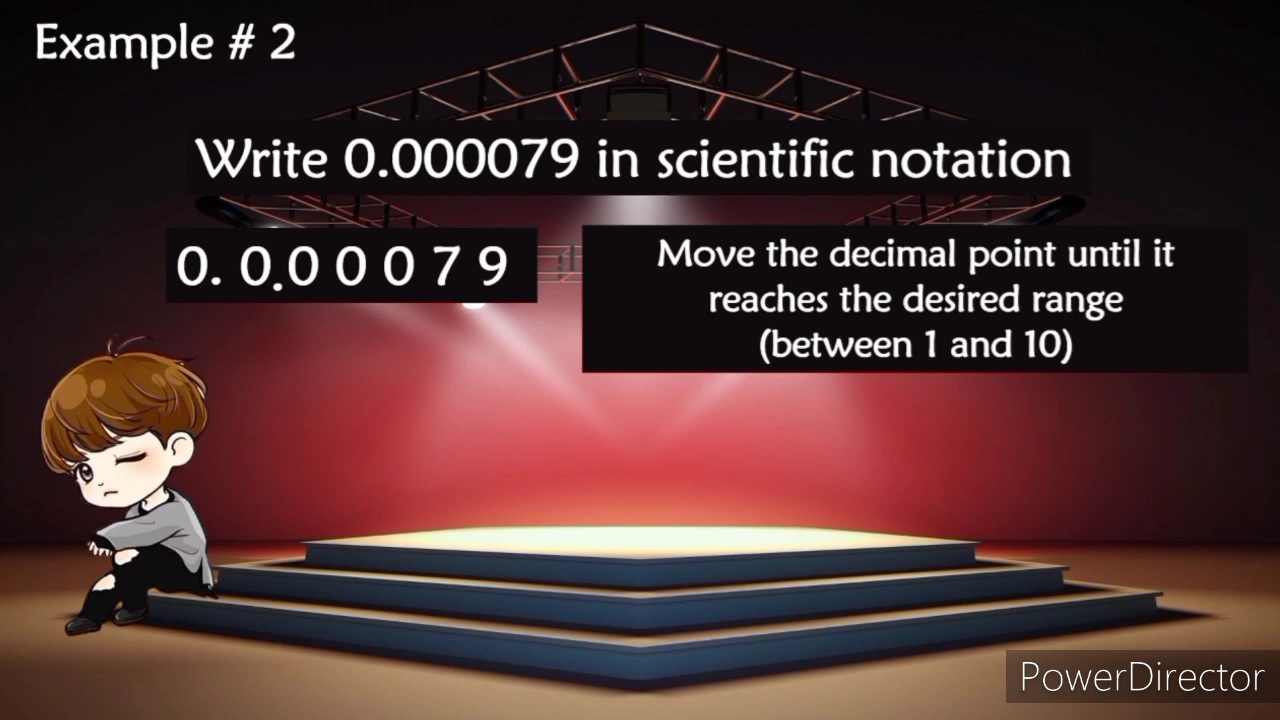 Example # 2
Write 0.000079 in scientific notation
0. 0.0 0 0 7 9
Move the decimal point until it
reaches the desired range
(between 1 and 10)
PowerDirector